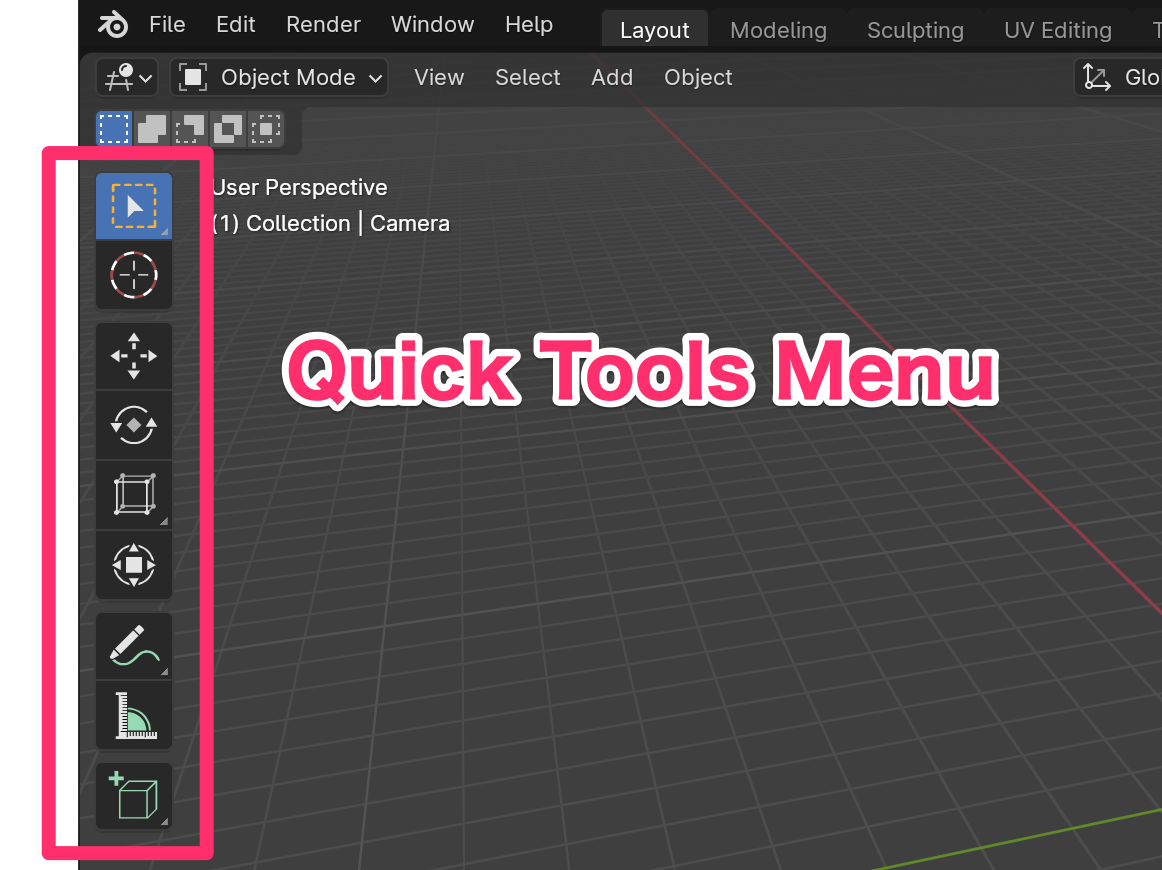 File Edit Render Window Help Layout Modeling Sculpting UV Editing
Object Mode View Select Add Object Glo
User Perspective
(1) Collection | Camera
Quick Tools Menu